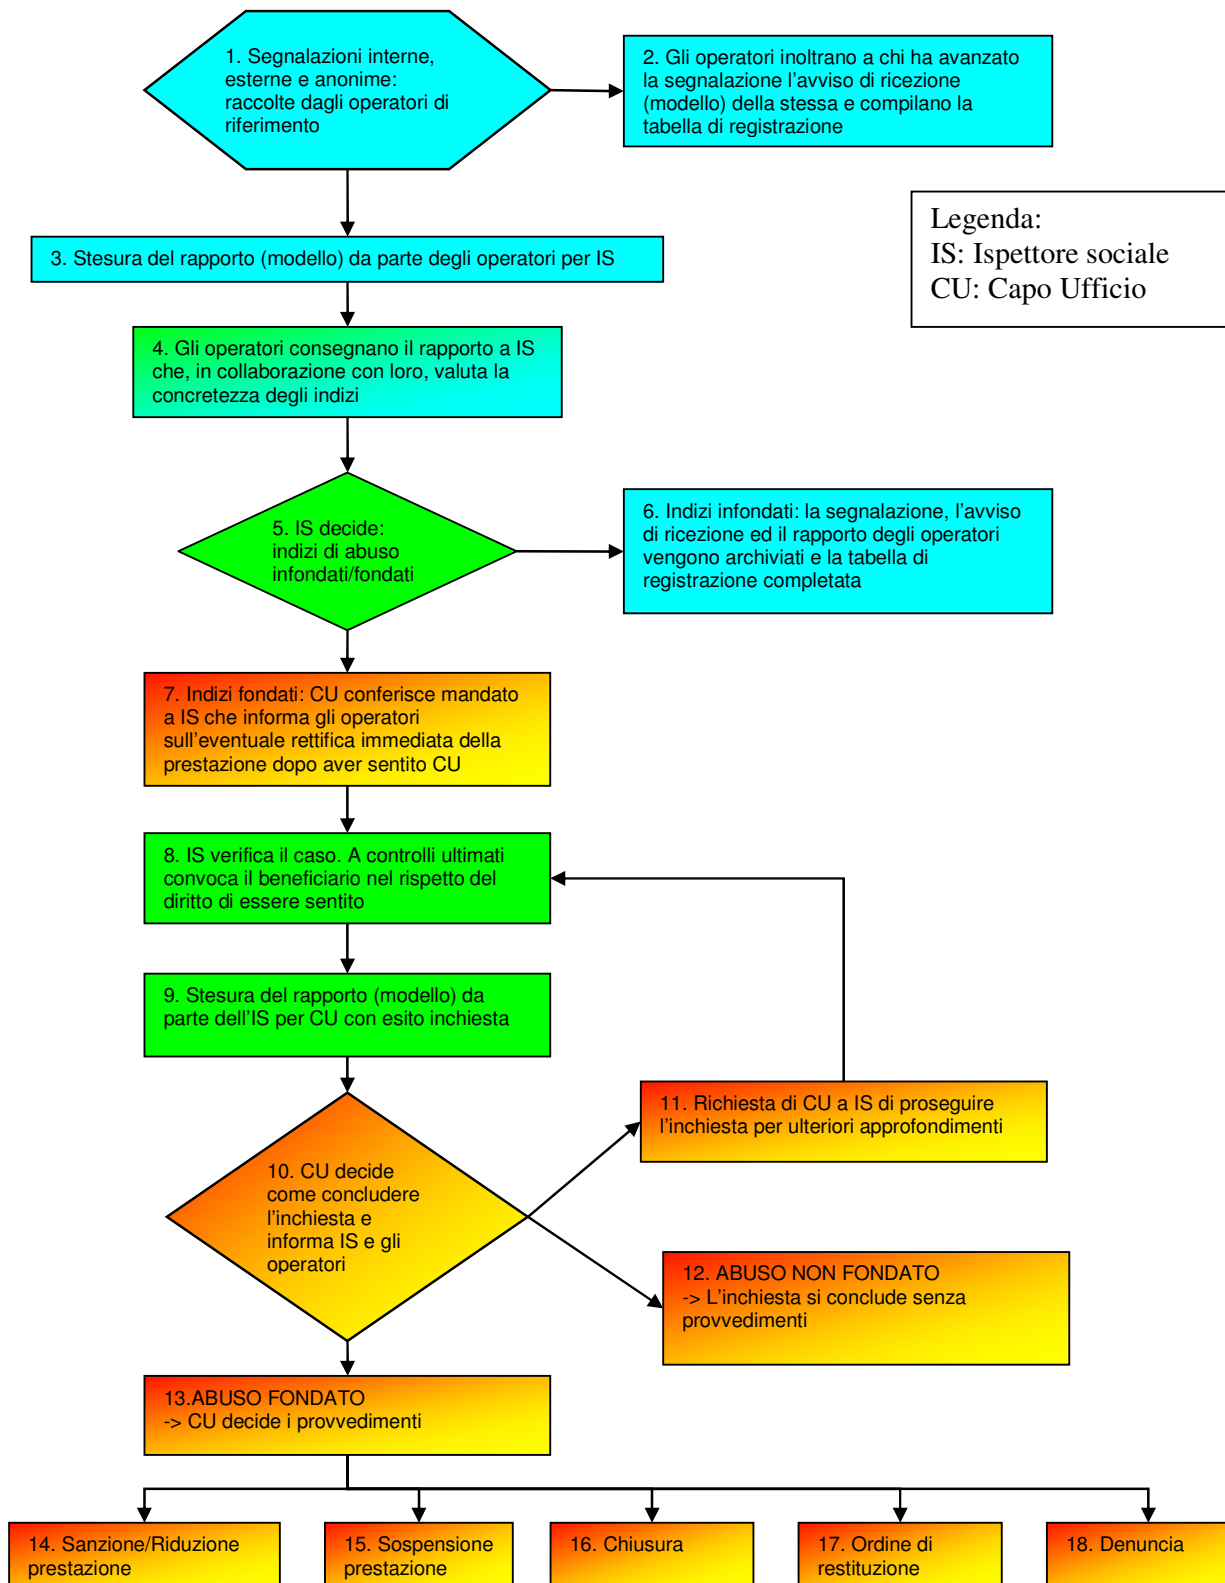 1. Segnalazioni interne,
esterne e anonime:
raccolte dagli operatori di
riferimento
2. Gli operatori inoltrano a chi ha avanzato
la segnalazione l’avviso di ricezione
(modello) della stessa e compilano la
tabella di registrazione
Legenda:
IS: Ispettore sociale
CU: Capo Ufficio
3. Stesura del rapporto (modello) da parte degli operatori per IS
4. Gli operatori consegnano il rapporto a IS
che, in collaborazione con loro, valuta la
concretezza degli indizi
5. IS decide:
indizi di abuso
infondati/fondati
6. Indizi infondati: la segnalazione, l’avviso
di ricezione ed il rapporto degli operatori
vengono archiviati e la tabella di
registrazione completata
7. Indizi fondati: CU conferisce mandato
a IS che informa gli operatori
sull’eventuale rettifica immediata della
prestazione dopo aver sentito CU
8. IS verifica il caso. A controlli ultimati
convoca il beneficiario nel rispetto del
diritto di essere sentito
9. Stesura del rapporto (modello) da
parte dell’IS per CU con esito inchiesta
10. CU decide
come concludere
l’inchiesta e
informa IS e gli
operatori
11. Richiesta di CU a IS di proseguire
l’inchiesta per ulteriori approfondimenti
12. ABUSO NON FONDATO
-> L’inchiesta si conclude senza
provvedimenti
13.ABUSO FONDATO
-> CU decide i provvedimenti
14. Sanzione/Riduzione
prestazione
15. Sospensione
prestazione
16. Chiusura
17. Ordine di
restituzione
18. Denuncia